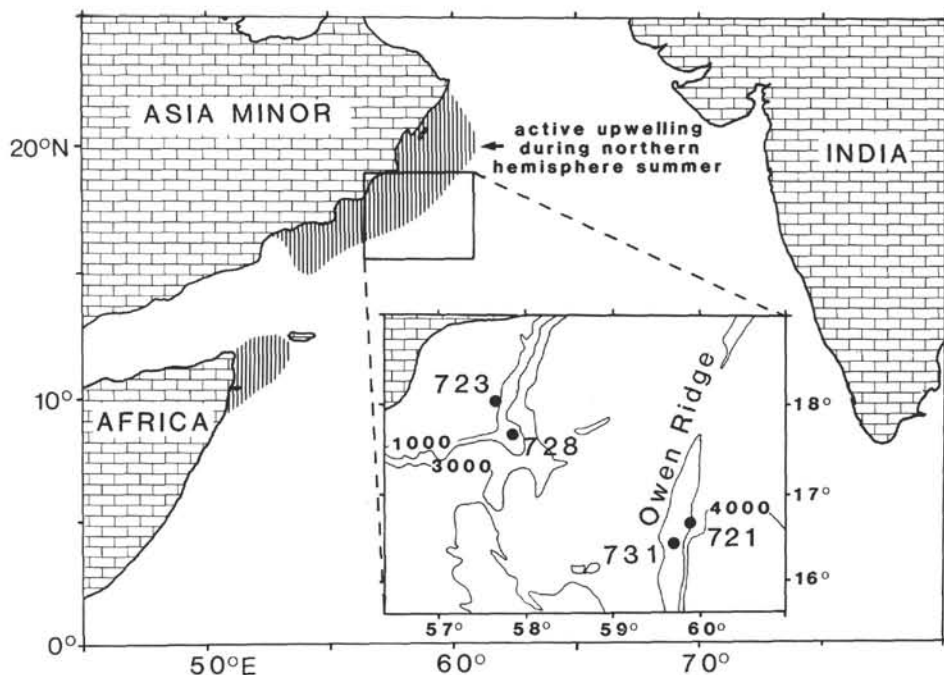 ASIA MINOR
active upwelling
during northern
hemisphere summer
INDIA
20°N
10°
0°
AFRICA
723
728
1000
3000
Owen Ridge
4000
731
721
18°
17°
16°
57°
58°
59°
60°
50°E
60°
70°